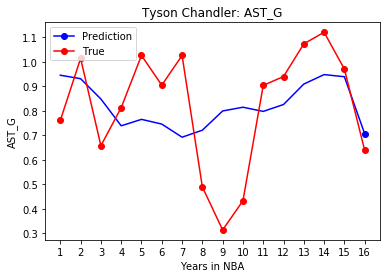 Tyson Chandler: AST_G
Prediction
True
AST_G
1.1
1.0
0.9
0.8
0.7
0.6
0.5
0.4
0.3
1 2 3 4 5 6 7 8 9 10 11 12 13 14 15 16
Years in NBA